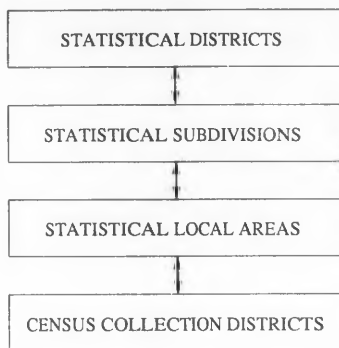 STATISTICAL DISTRICTS
STATISTICAL SUBDIVISIONS
STATISTICAL LOCAL AREAS
CENSUS COLLECTION DISTRICTS